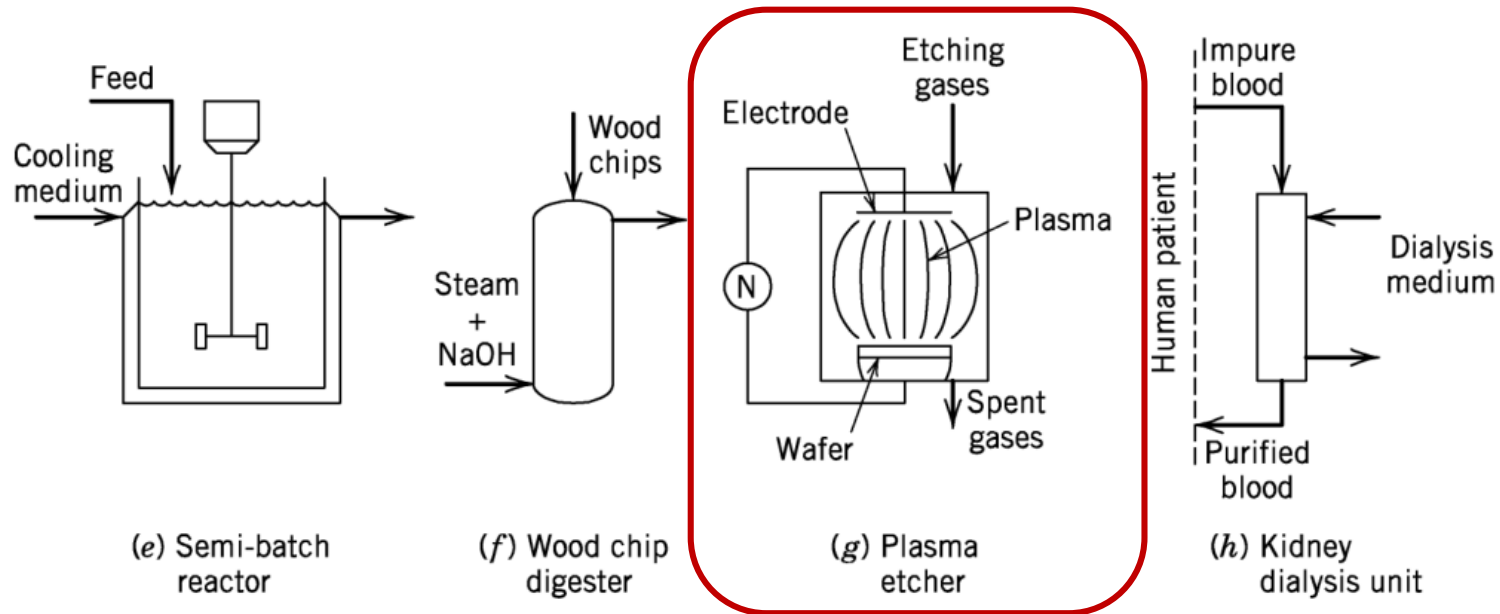 Feed
Cooling
medium
(e) Semi-batch
reactor
Wood
chips
Steam
+
NaOH
(f) Wood chip
digester
Etching
gases
Electrode
Plasma
N
Wafer
Spent
gases
(g) Plasma
etcher
Human patient
Impure
blood
Dialysis
medium
Purified
blood
(h) Kidney
dialysis unit